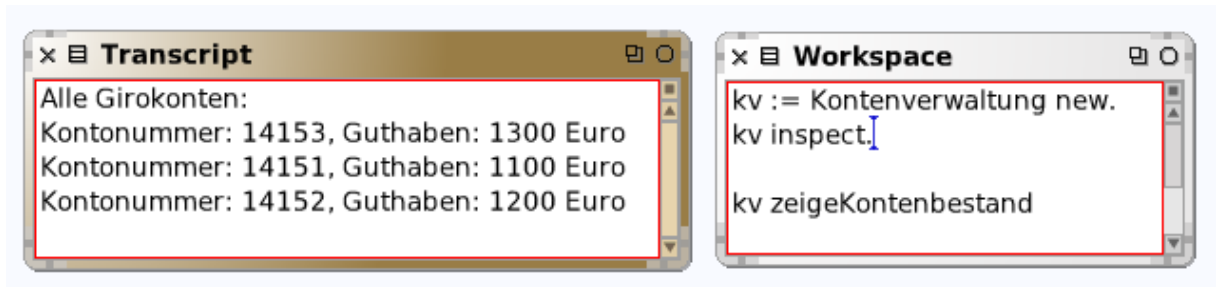 Transcript
Alle Girokonten:
Kontonummer: 14153, Guthaben: 1300 Euro
Kontonummer: 14151, Guthaben: 1100 Euro
Kontonummer: 14152, Guthaben: 1200 Euro
Workspace
kv := Kontenverwaltung new.
kv inspect.
kv zeigeKontenbestand